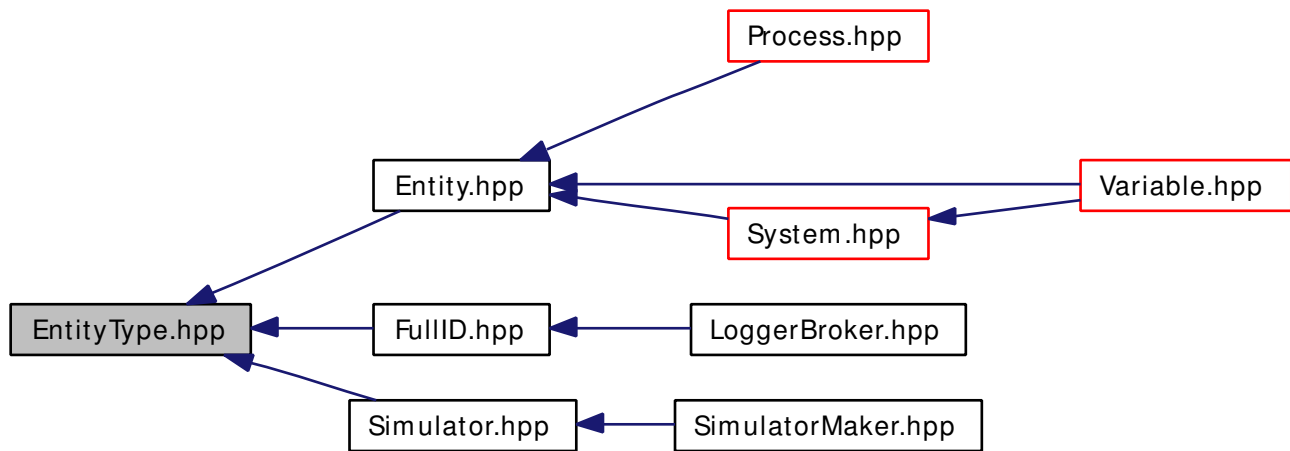 Process.hpp
Entity.hpp
Variable.hpp
System.hpp
EntityType.hpp
FullID.hpp
LoggerBroker.hpp
Simulator.hpp
SimulatorMaker.hpp